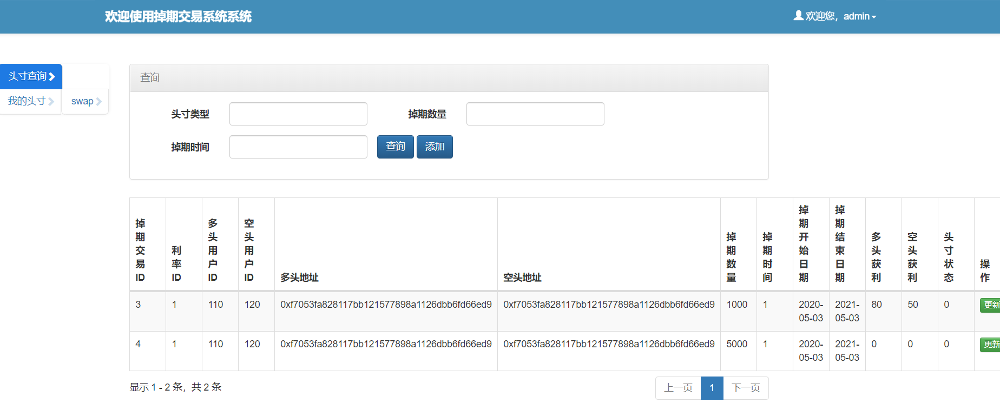 欢迎使用掉期交易系统系统
欢迎您，admin
头寸查询
我的头寸 swap
查询
头寸类型 掉期数量
掉期时间 查询 添加
掉期交易ID 利率ID 多头用户ID 空头用户ID 多头地址 空头地址 掉期数量 掉期时间 掉期开始日期 掉期结束日期 多头获利 空头获利 头寸状态 操作
3 1 110 120 0xf7053fa828117bb121577898a1126dbb6fd66ed9 0xf7053fa828117bb121577898a1126dbb6fd66ed9 1000 1 2020-05-03 2021-05-03 80 50 0 更新
4 1 110 120 0xf7053fa828117bb121577898a1126dbb6fd66ed9 0xf7053fa828117bb121577898a1126dbb6fd66ed9 5000 1 2020-05-03 2021-05-03 0 0 0 更新
显示 1 - 2 条，共 2 条
上一页 1 下一页